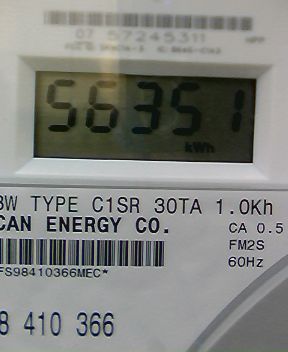 07 57245311
56351
kWh
3W TYPE C1SR 30TA 1.0Kh
CAN ENERGY CO.
CA 0.5
FM2S
60Hz
FS98410366MEC*
8 410 366